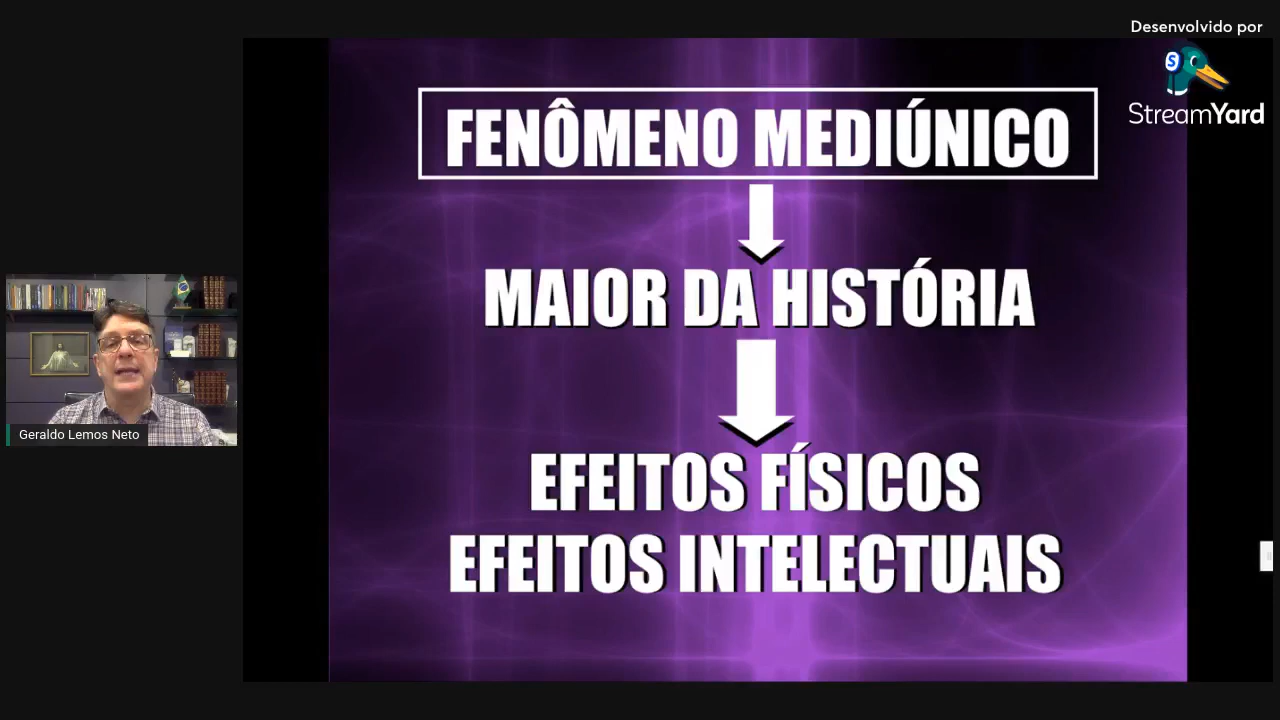 Desenvolvido por
StreamYard
FENÔMENO MEDIÚNICO
MAIOR DA HISTÓRIA
EFEITOS FÍSICOS
EFEITOS INTELECTUAIS
Geraldo Lemos Neto